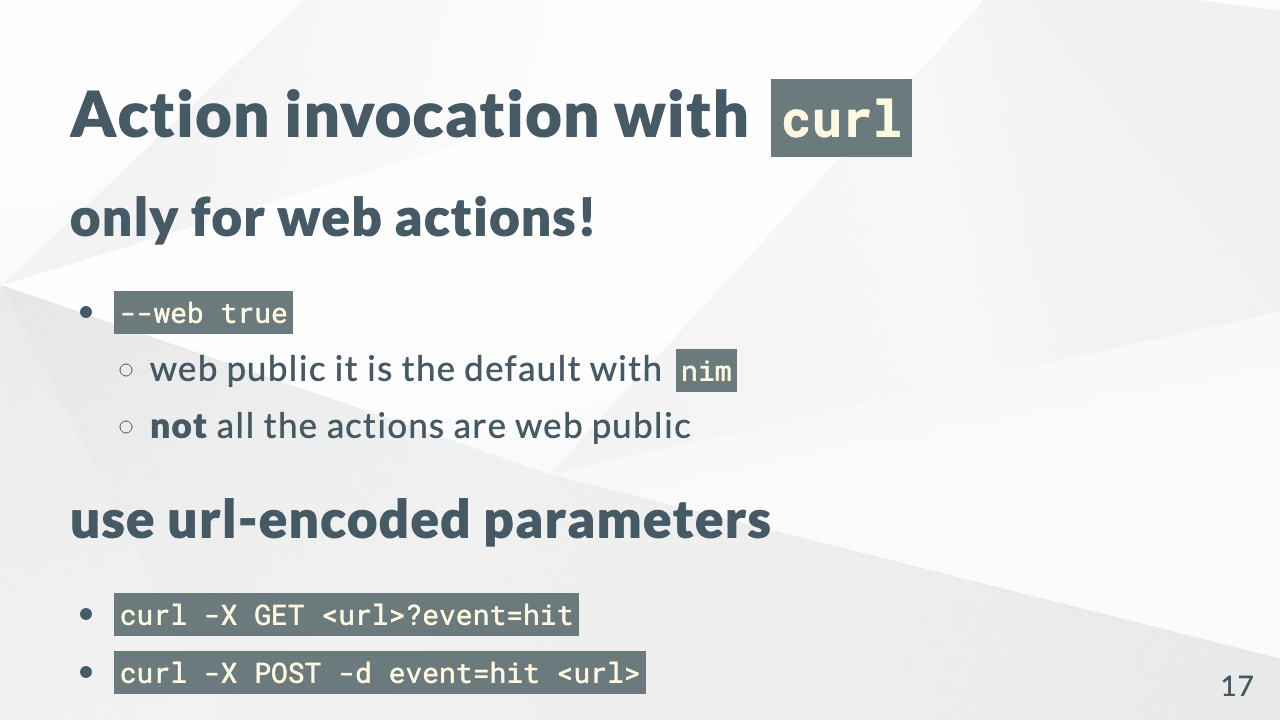 Action invocation with curl
only for web actions!
--web true
web public it is the default with nim
not all the actions are web public
use url-encoded parameters
curl -X GET <url>?event=hit
curl -X POST -d event=hit <url>
17